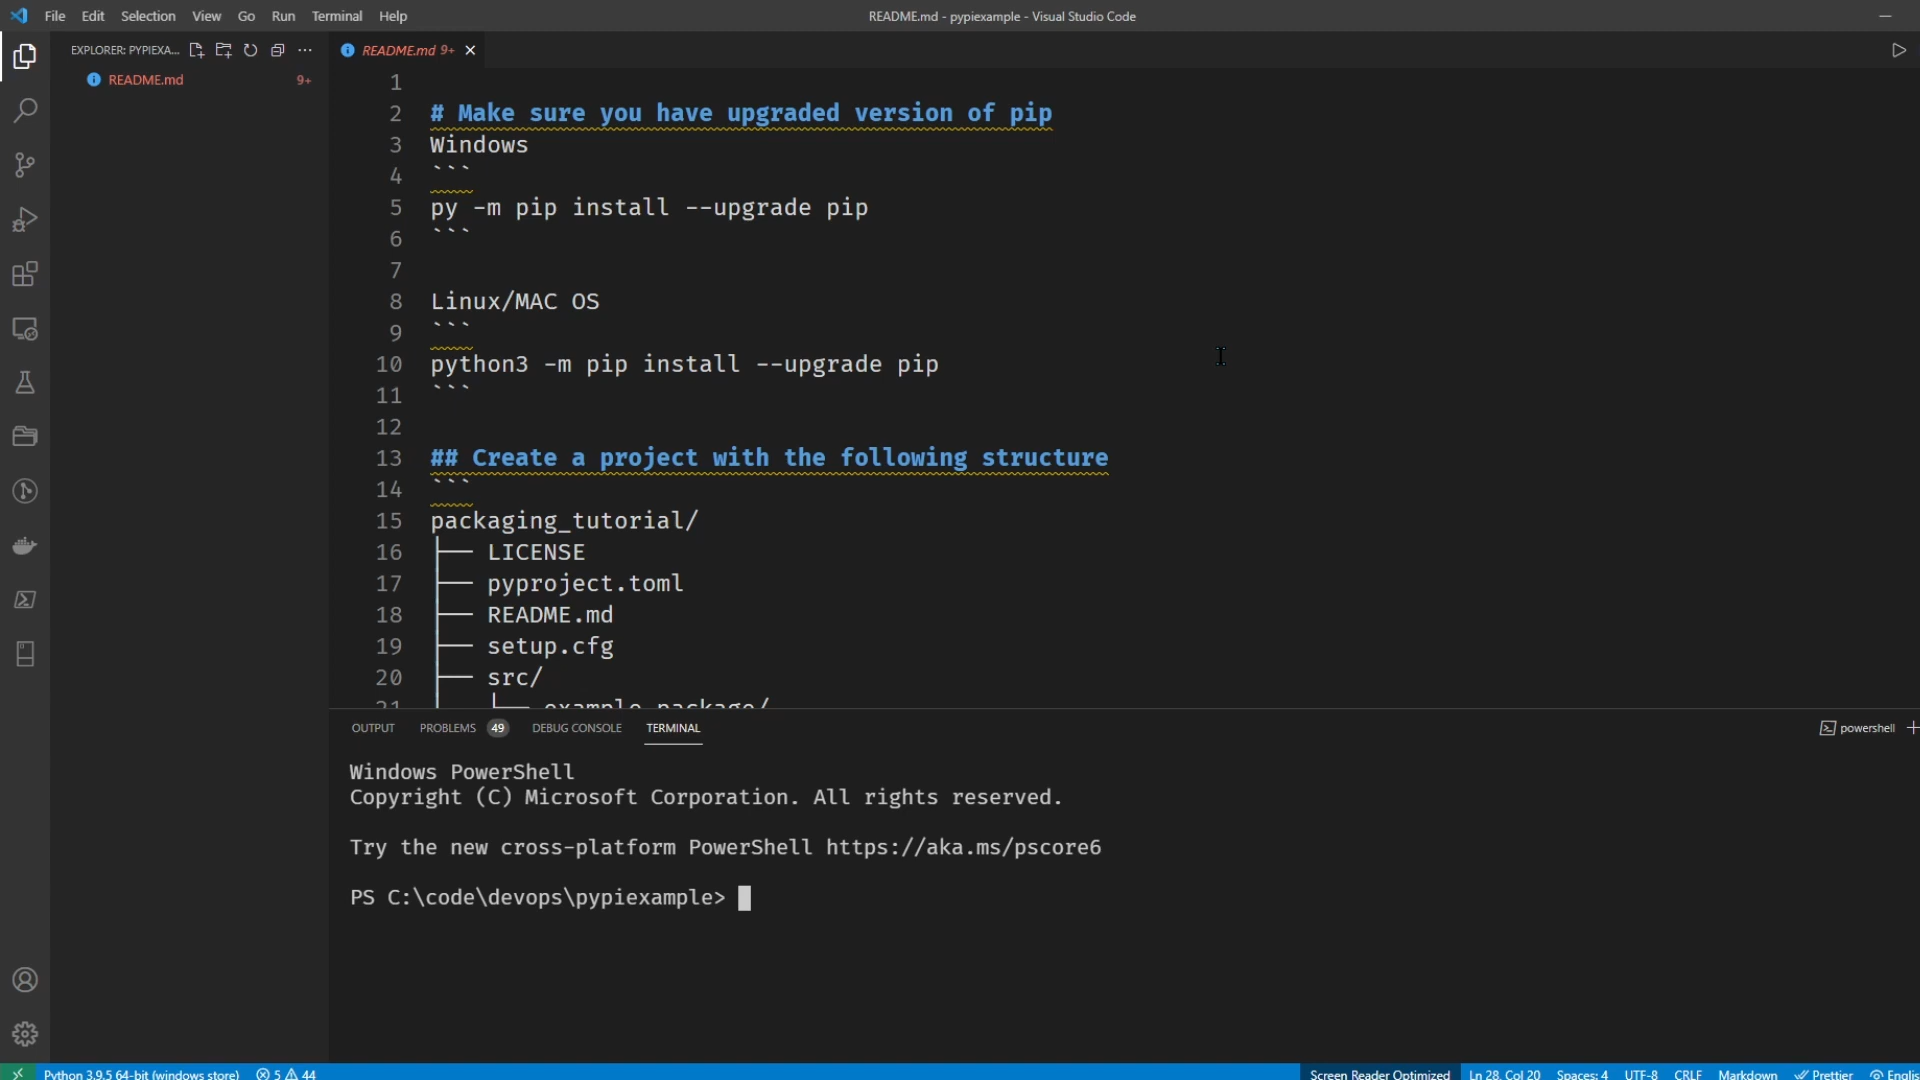 File Edit Selection View Go Run Terminal Help README.md - pypiexample - Visual Studio Code
EXPLORER: PYPIEXA...
README.md 9+
README.md 9+
1
2 # Make sure you have upgraded version of pip
3 Windows
4 ```
5 py -m pip install --upgrade pip
6 ```
7
8 Linux/MAC OS
9 ```
10 python3 -m pip install --upgrade pip
11 ```
12
13 ## Create a project with the following structure
14 ```
15 packaging_tutorial/
16 ├── LICENSE
17 ├── pyproject.toml
18 ├── README.md
19 ├── setup.cfg
20 ├── src/
21 │   └── example_package/
OUTPUT PROBLEMS 49 DEBUG CONSOLE TERMINAL powershell
Windows PowerShell
Copyright (C) Microsoft Corporation. All rights reserved.
Try the new cross-platform PowerShell https://aka.ms/pscore6
PS C:\code\devops\pypiexample>
Python 3.9.5 64-bit (windows store) 5 44 Screen Reader Optimized Ln 28, Col 20 Spaces: 4 UTF-8 CRLF Markdown Prettier Englis